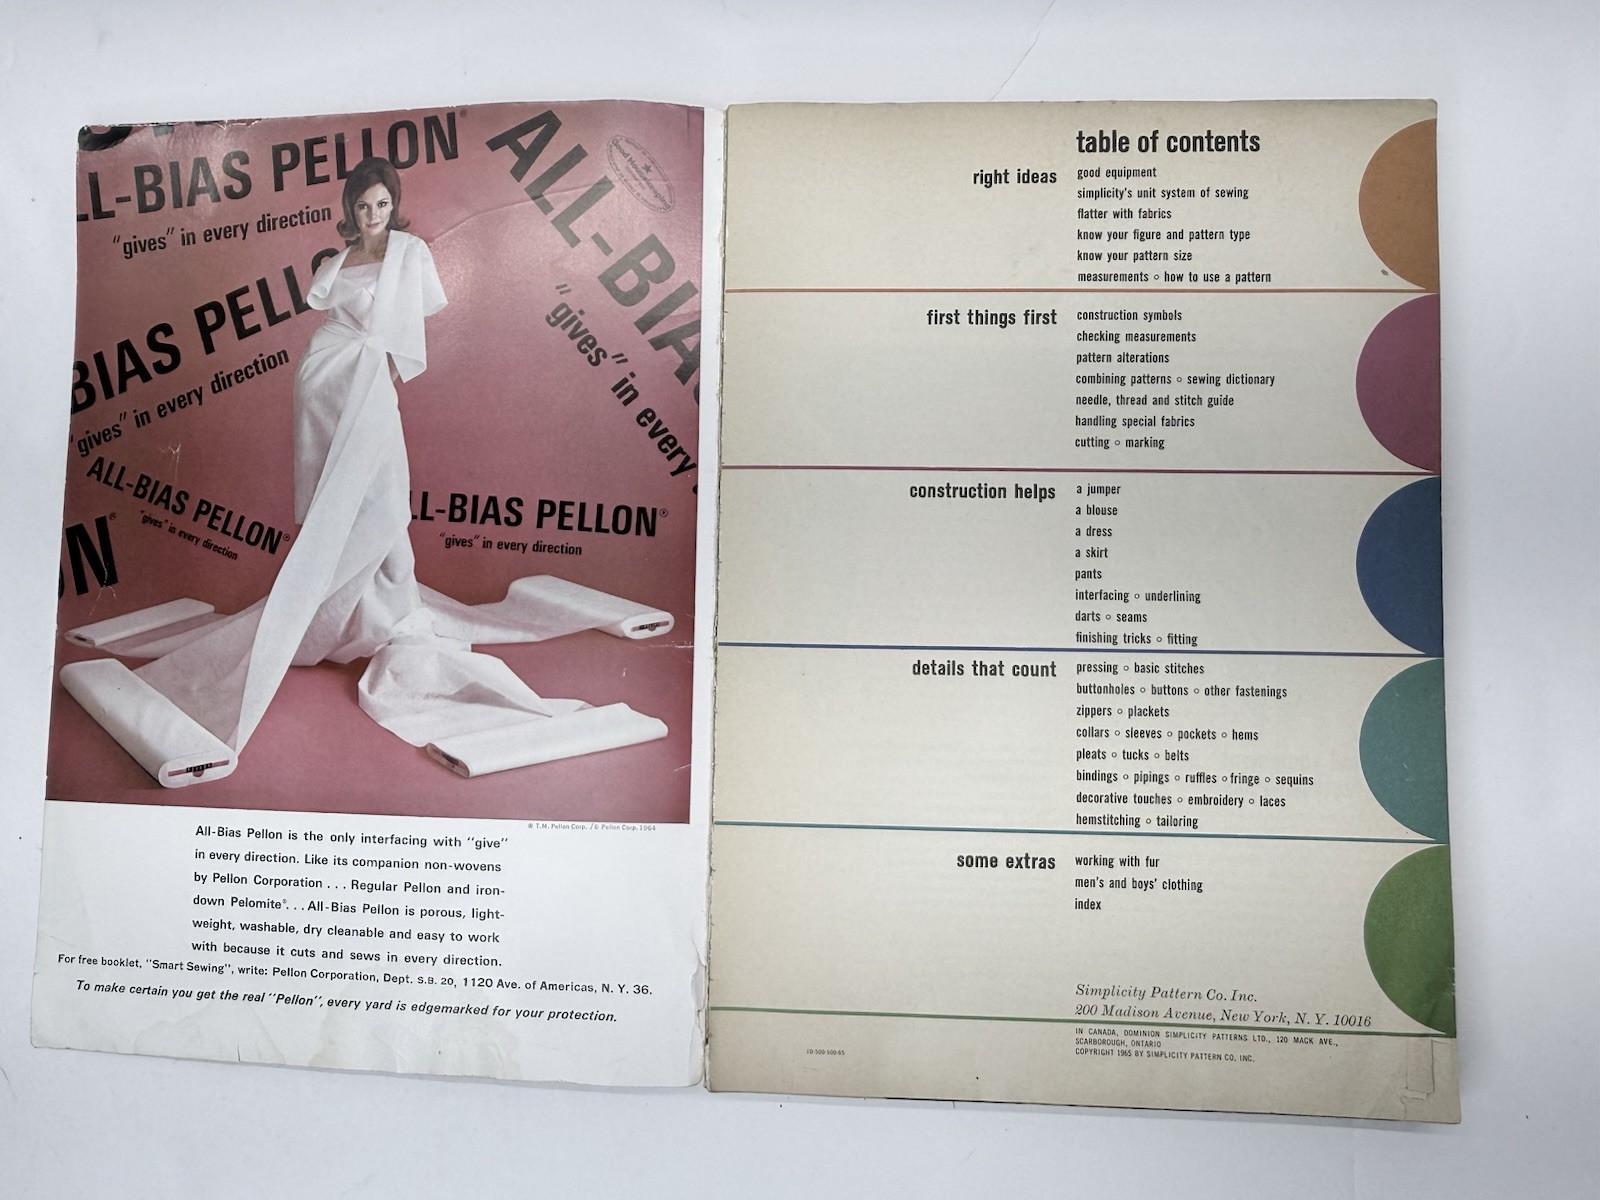 LL-BIAS PELLON®
"gives" in every direction
ALL-BIAS
"gives" in every
Good Housekeeping
BIAS PELLO
"gives" in every direction
ALL-BIAS PELLON®
"gives" in every direction
ON®
LL-BIAS PELLON®
"gives" in every direction
® T.M. Pellon Corp. / © Pellon Corp. 1964
All-Bias Pellon is the only interfacing with "give"
in every direction. Like its companion non-wovens
by Pellon Corporation . . . Regular Pellon and iron-
down Pelomite®. . . All-Bias Pellon is porous, light-
weight, washable, dry cleanable and easy to work
with because it cuts and sews in every direction.
For free booklet, "Smart Sewing", write: Pellon Corporation, Dept. S.B. 20, 1120 Ave. of Americas, N. Y. 36.
To make certain you get the real "Pellon", every yard is edgemarked for your protection.
table of contents
right ideas
good equipment
simplicity's unit system of sewing
flatter with fabrics
know your figure and pattern type
know your pattern size
measurements ○ how to use a pattern
first things first
construction symbols
checking measurements
pattern alterations
combining patterns ○ sewing dictionary
needle, thread and stitch guide
handling special fabrics
cutting ○ marking
construction helps
a jumper
a blouse
a dress
a skirt
pants
interfacing ○ underlining
darts ○ seams
finishing tricks ○ fitting
details that count
pressing ○ basic stitches
buttonholes ○ buttons ○ other fastenings
zippers ○ plackets
collars ○ sleeves ○ pockets ○ hems
pleats ○ tucks ○ belts
bindings ○ pipings ○ ruffles ○ fringe ○ sequins
decorative touches ○ embroidery ○ laces
hemstitching ○ tailoring
some extras
working with fur
men's and boys' clothing
index
Simplicity Pattern Co. Inc.
200 Madison Avenue, New York, N. Y. 10016
IN CANADA, DOMINION SIMPLICITY PATTERNS LTD., 120 MACK AVE.,
SCARBOROUGH, ONTARIO
COPYRIGHT 1965 BY SIMPLICITY PATTERN CO. INC.